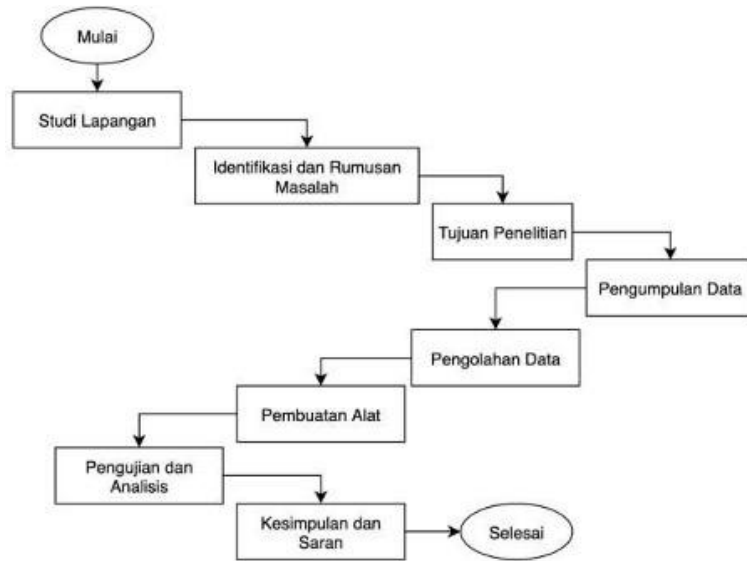 Mulai
Studi Lapangan
Identifikasi dan Rumusan
Masalah
Tujuan Penelitian
Pengumpulan Data
Pengolahan Data
Pembuatan Alat
Pengujian dan
Analisis
Kesimpulan dan
Saran
Selesai